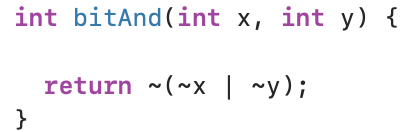 int bitAnd(int x, int y) {
return ~(~x | ~y);
}